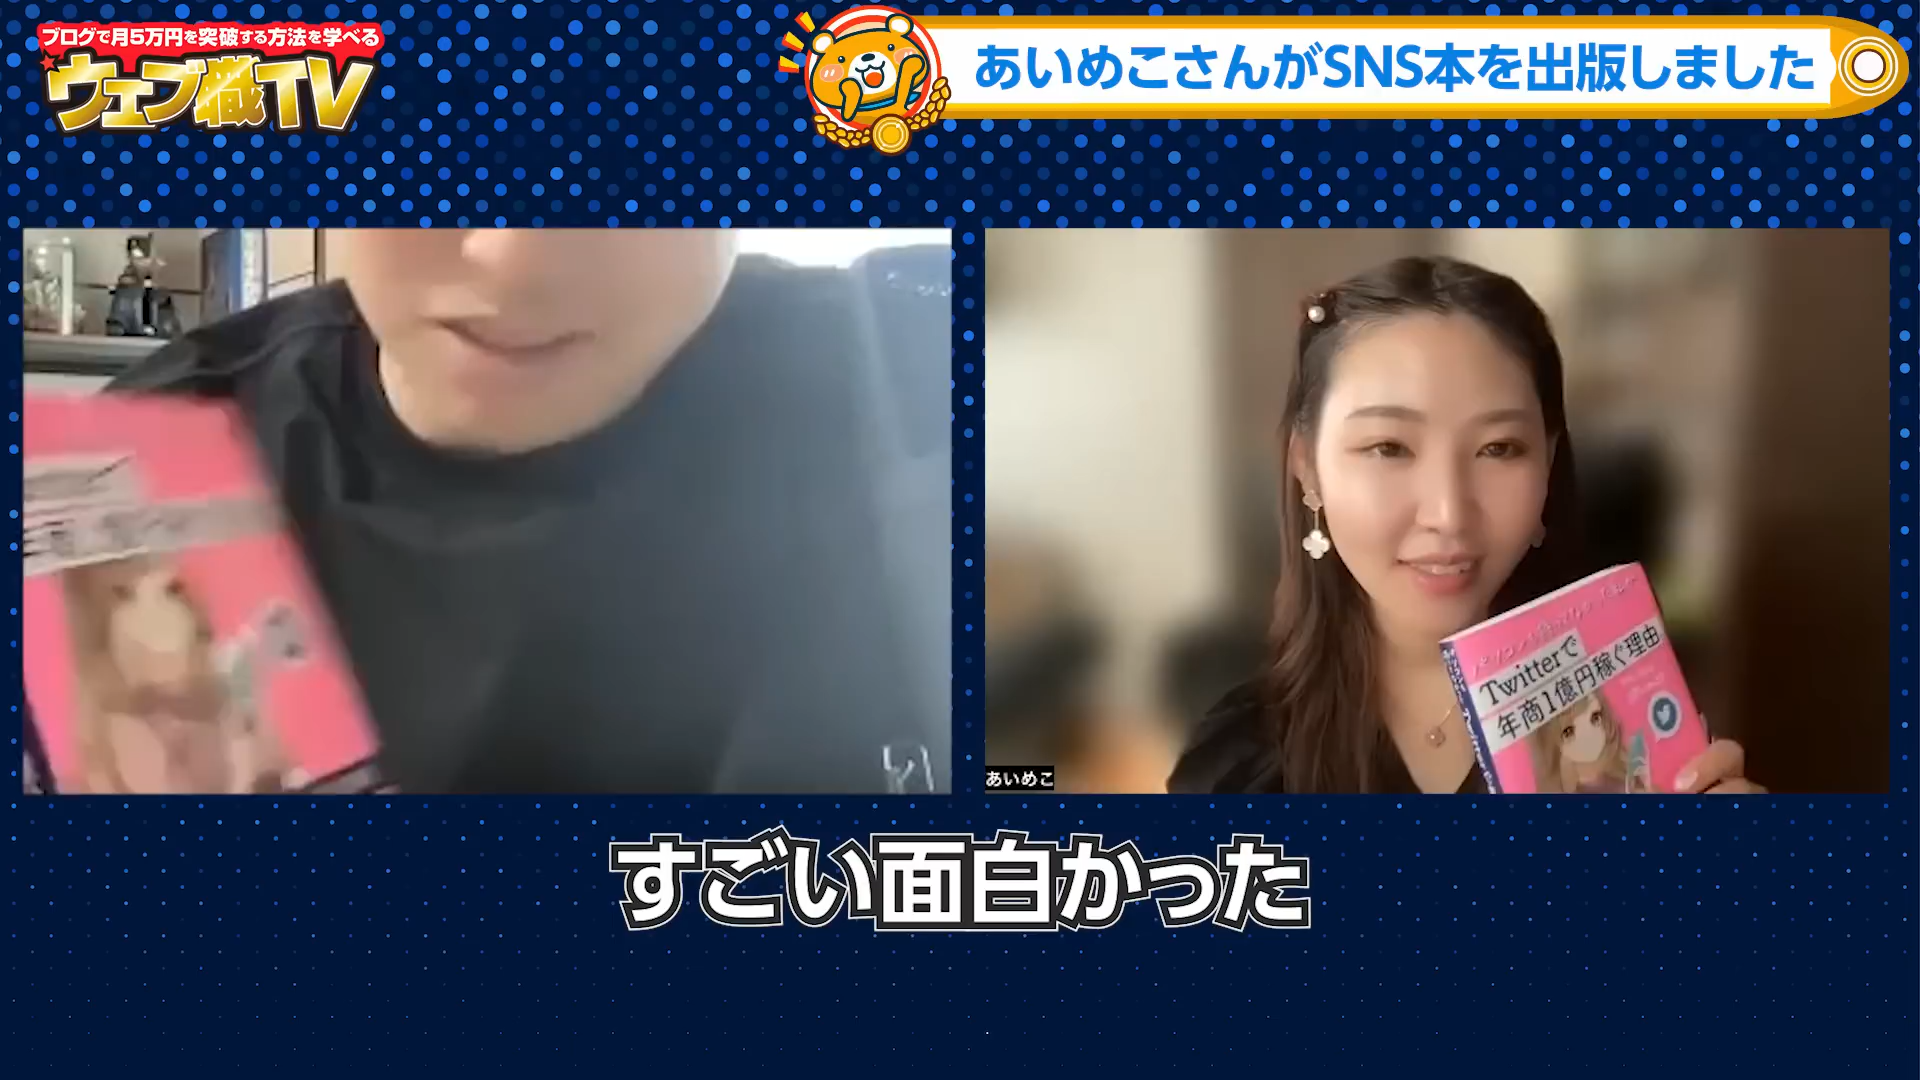 ブログで月5万円を突破する方法を学べる
ウェブ職TV
あいめこさんがSNS本を出版しました
Twitterで
年商1億円稼ぐ理由
あいめこ
すごい面白かった